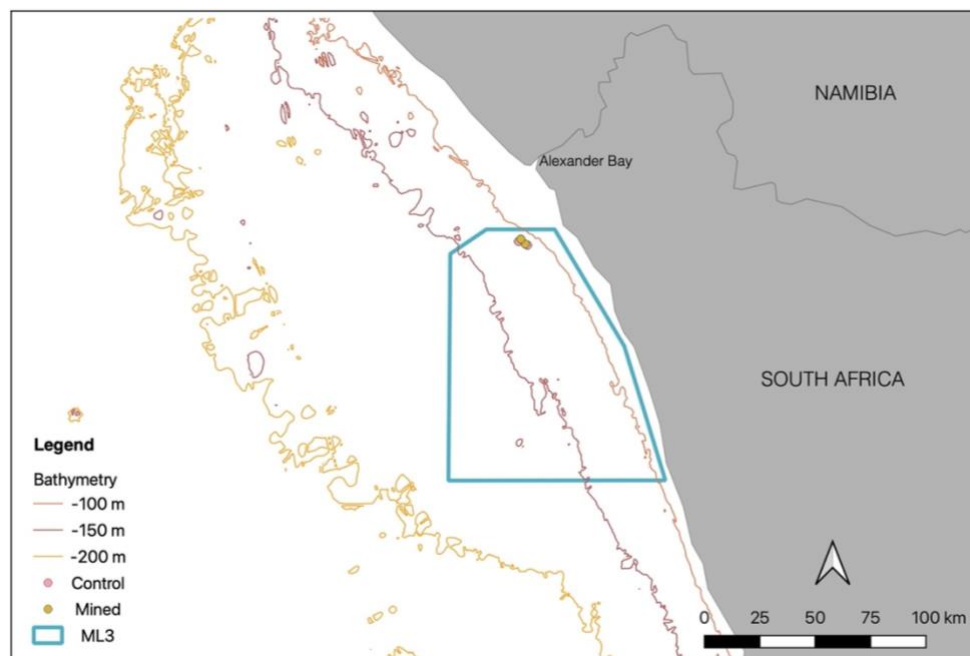 NAMIBIA
Alexander Bay
SOUTH AFRICA
Legend
Bathymetry
-100 m
-150 m
-200 m
Control
Mined
ML3
0 25 50 75 100 km